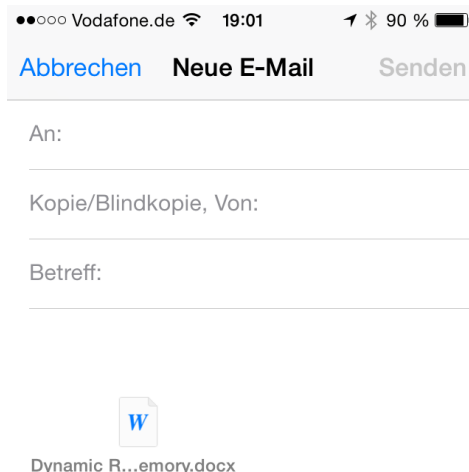 Vodafone.de 19:01 90 %
Abbrechen Neue E-Mail Senden
An:
Kopie/Blindkopie, Von:
Betreff:
W
Dynamic R...emory.docx